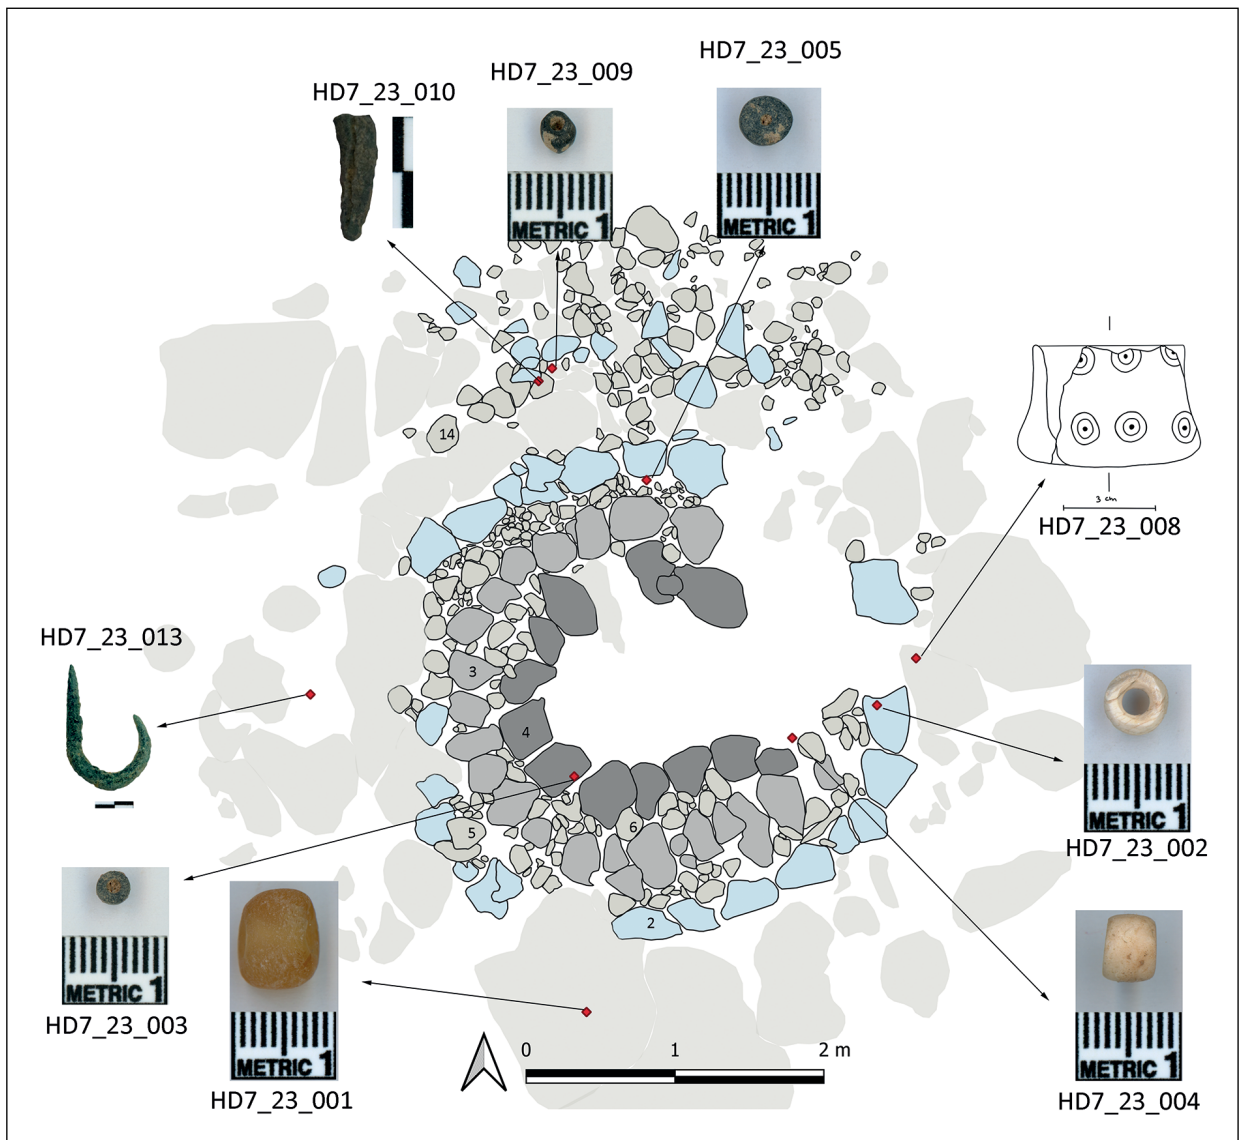 HD7_23_005
HD7_23_009
HD7_23_010
METRIC 1
METRIC 1
14
3 cm
HD7_23_008
HD7_23_013
3
4
HD7_23_002
METRIC 1
5
6
2
HD7_23_003
METRIC 1
HD7_23_001
METRIC 1
0 1 2 m
HD7_23_004
METRIC 1